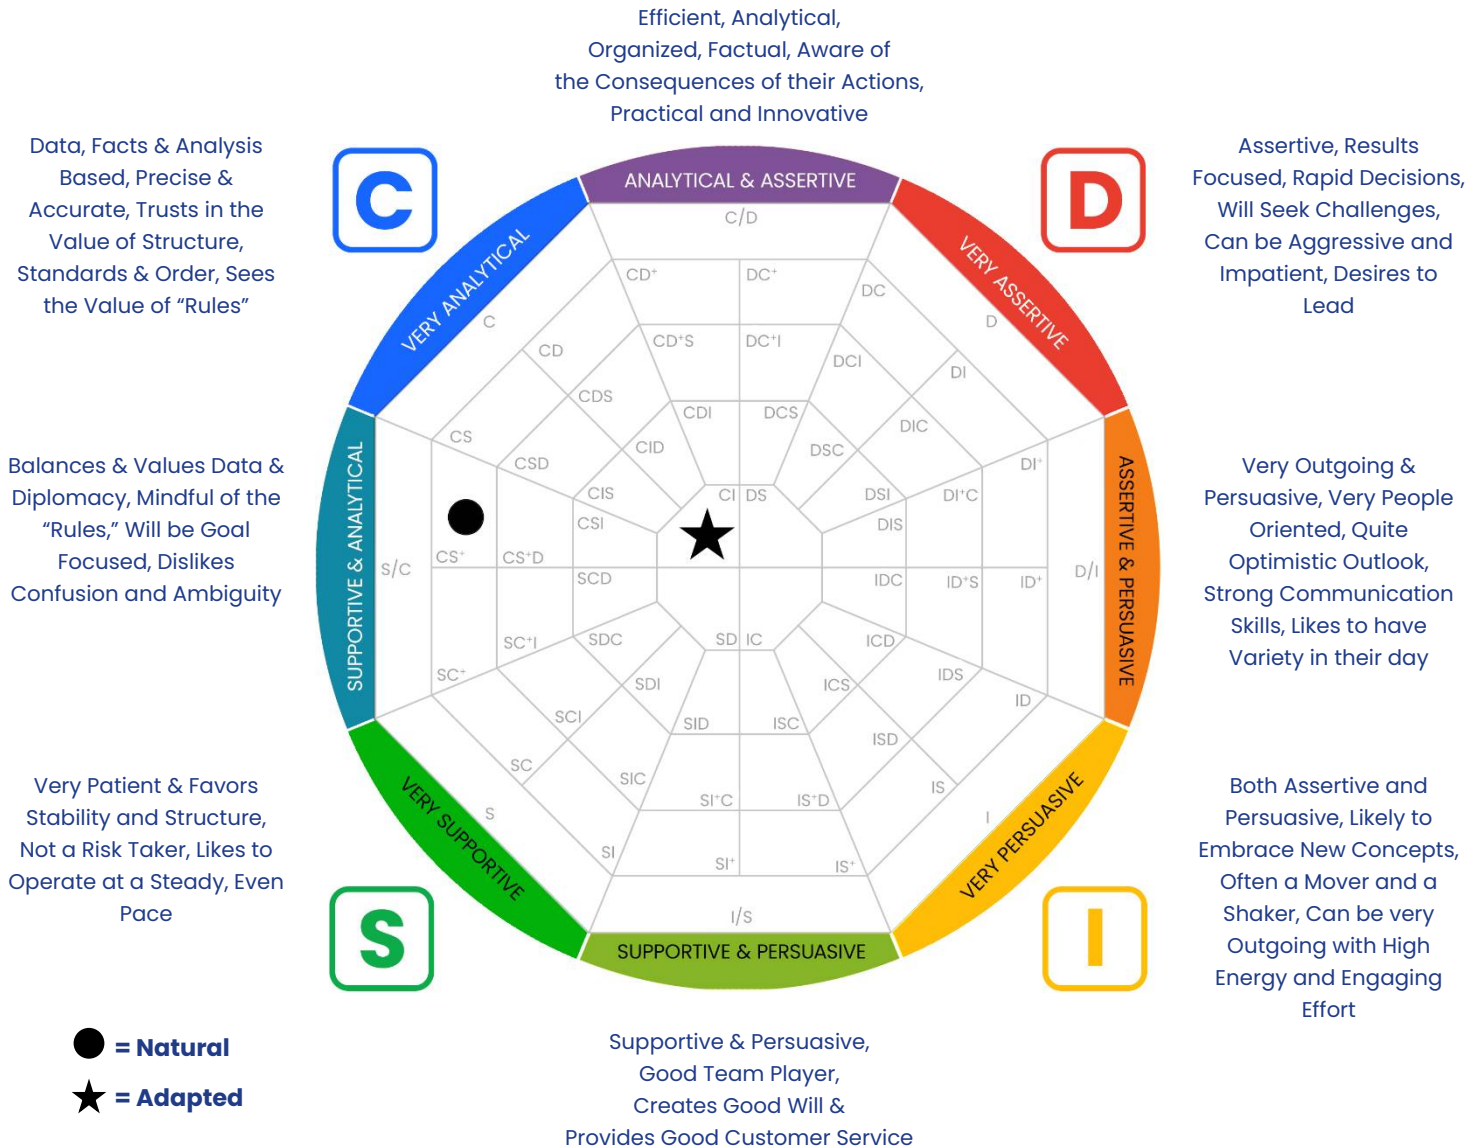 Efficient, Analytical,
Organized, Factual, Aware of
the Consequences of their Actions,
Practical and Innovative
Data, Facts & Analysis
Based, Precise &
Accurate, Trusts in the
Value of Structure,
Standards & Order, Sees
the Value of “Rules”
C
D
Assertive, Results
Focused, Rapid Decisions,
Will Seek Challenges,
Can be Aggressive and
Impatient, Desires to
Lead
ANALYTICAL & ASSERTIVE
VERY ANALYTICAL
VERY ASSERTIVE
C/D
CD⁺
DC⁺
DC
C
D
CD
CD⁺S
DC⁺I
DCI
DI
CDS
CDI
DCS
DIC
CS
CID
DSC
CSD
DI⁺
CIS
CI
DS
DSI
DI⁺C
CSI
DIS
Balances & Values Data &
Diplomacy, Mindful of the
“Rules,” Will be Goal
Focused, Dislikes
Confusion and Ambiguity
SUPPORTIVE & ANALYTICAL
ASSERTIVE & PERSUASIVE
Very Outgoing &
Persuasive, Very People
Oriented, Quite
Optimistic Outlook,
Strong Communication
Skills, Likes to have
Variety in their day
S/C
CS⁺
CS⁺D
SCD
IDC
ID⁺S
ID⁺
D/I
SC⁺I
SDC
SD
IC
ICD
SC⁺
SDI
ICS
IDS
ID
SCI
SID
ISC
ISD
SC
SIC
IS
S
SI⁺C
IS⁺D
I
SI
SI⁺
IS⁺
I/S
VERY SUPPORTIVE
VERY PERSUASIVE
SUPPORTIVE & PERSUASIVE
Very Patient & Favors
Stability and Structure,
Not a Risk Taker, Likes to
Operate at a Steady, Even
Pace
S
I
Both Assertive and
Persuasive, Likely to
Embrace New Concepts,
Often a Mover and a
Shaker, Can be very
Outgoing with High
Energy and Engaging
Effort
= Natural
= Adapted
Supportive & Persuasive,
Good Team Player,
Creates Good Will &
Provides Good Customer Service